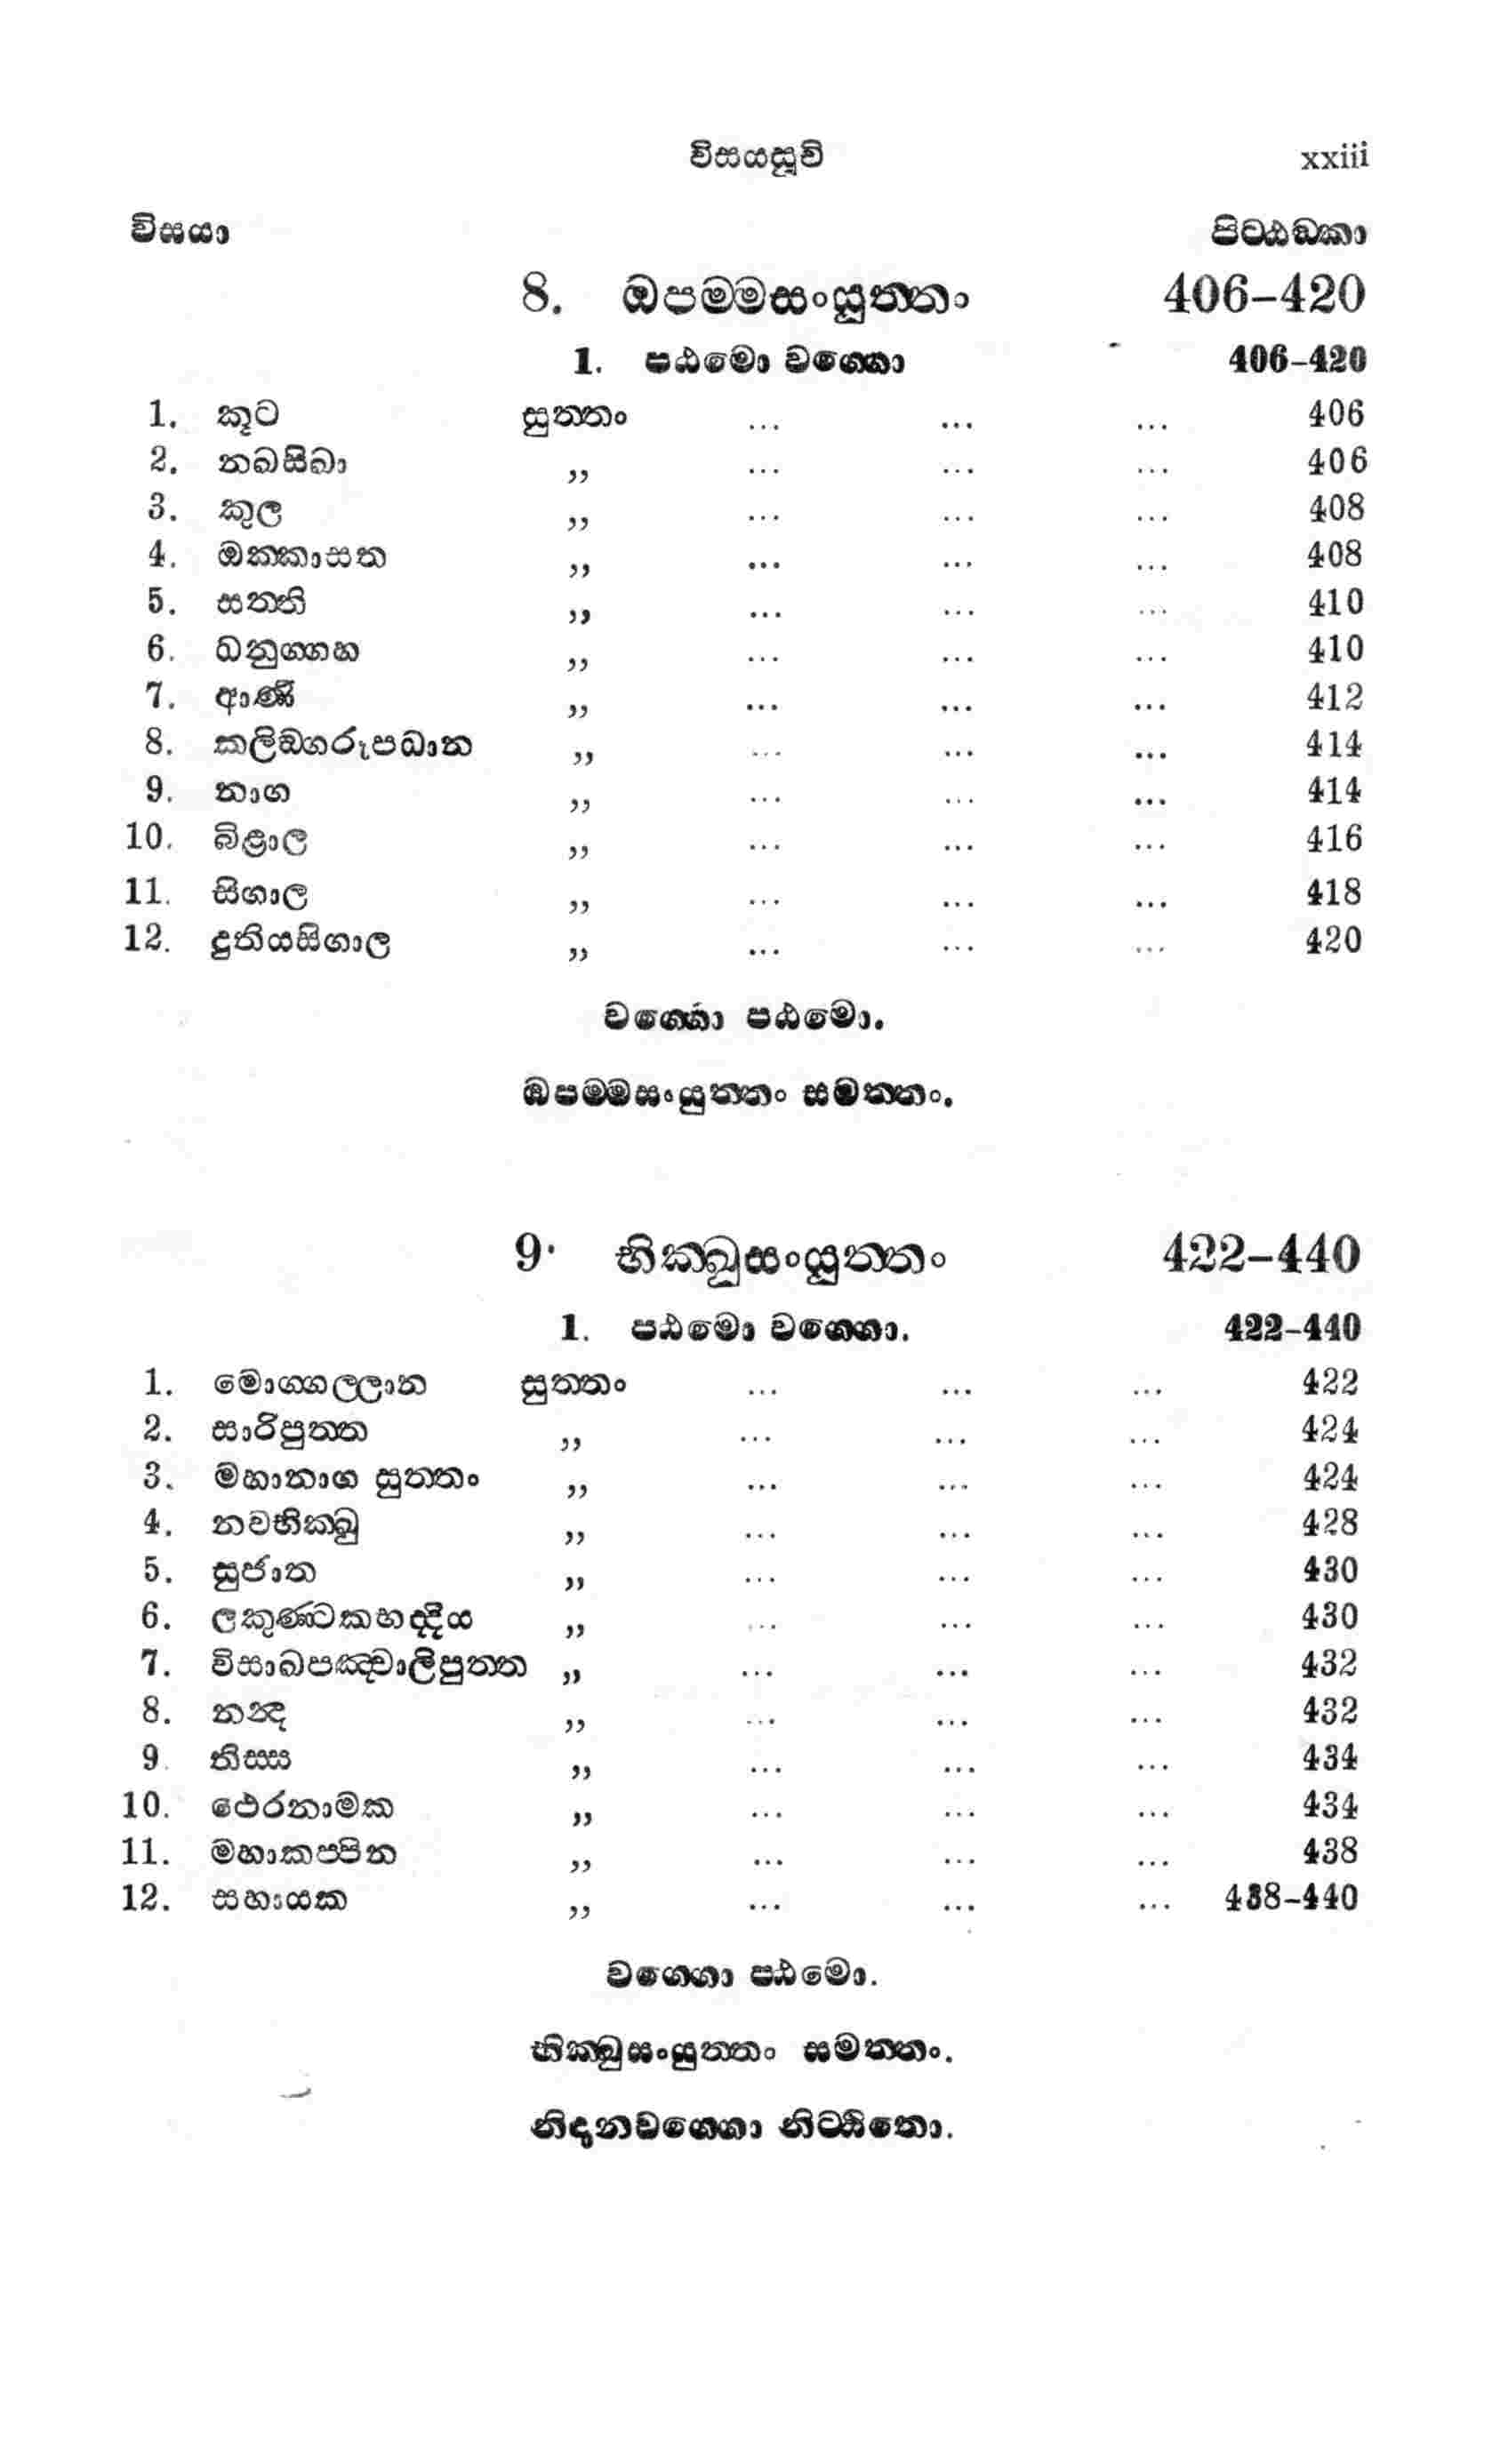 විසයසූචි xxiii
විසයා පිට්ඨඞ්කා
8. ඔපම්මසංයුත්තං 406-420
1. පඨමො වග්ගො 406-420
1. කූට සුත්තං ... ... ... 406
2. නඛසිඛා ,, ... ... ... 406
3. කුල ,, ... ... ... 408
4. ඔක්කාසත ,, ... ... ... 408
5. සත්ති ,, ... ... ... 410
6. ධනුග්ගහ ,, ... ... ... 410
7. ආණි ,, ... ... ... 412
8. කලිඞ්ගරූපධාන ,, ... ... ... 414
9. නාග ,, ... ... ... 414
10. බිළාල ,, ... ... ... 416
11. සිගාල ,, ... ... ... 418
12. දුතියසිගාල ,, ... ... ... 420
වග්ගො පඨමො.
ඔපම්මසංයුත්තං සමත්තං.
9. භික්ඛුසංයුත්තං 422-440
1. පඨමො වග්ගො. 422-440
1. මොග්ගල්ලාන සුත්තං ... ... ... 422
2. සාරිපුත්ත ,, ... ... ... 424
3. මහානාග සුත්තං ,, ... ... ... 424
4. නවභික්ඛු ,, ... ... ... 428
5. සුජාත ,, ... ... ... 430
6. ලකුණ්ටකභද්දිය ,, ... ... ... 430
7. විසාඛපඤ්චාලිපුත්ත ,, ... ... ... 432
8. නන්ද ,, ... ... ... 432
9. තිස්ස ,, ... ... ... 434
10. ථෙරනාමක ,, ... ... ... 434
11. මහාකප්පින ,, ... ... ... 438
12. සහායක ,, ... ... ... 438-440
වග්ගො පඨමො.
භික්ඛුසංයුත්තං සමත්තං.
නිදානවග්ගො නිට්ඨිතො.